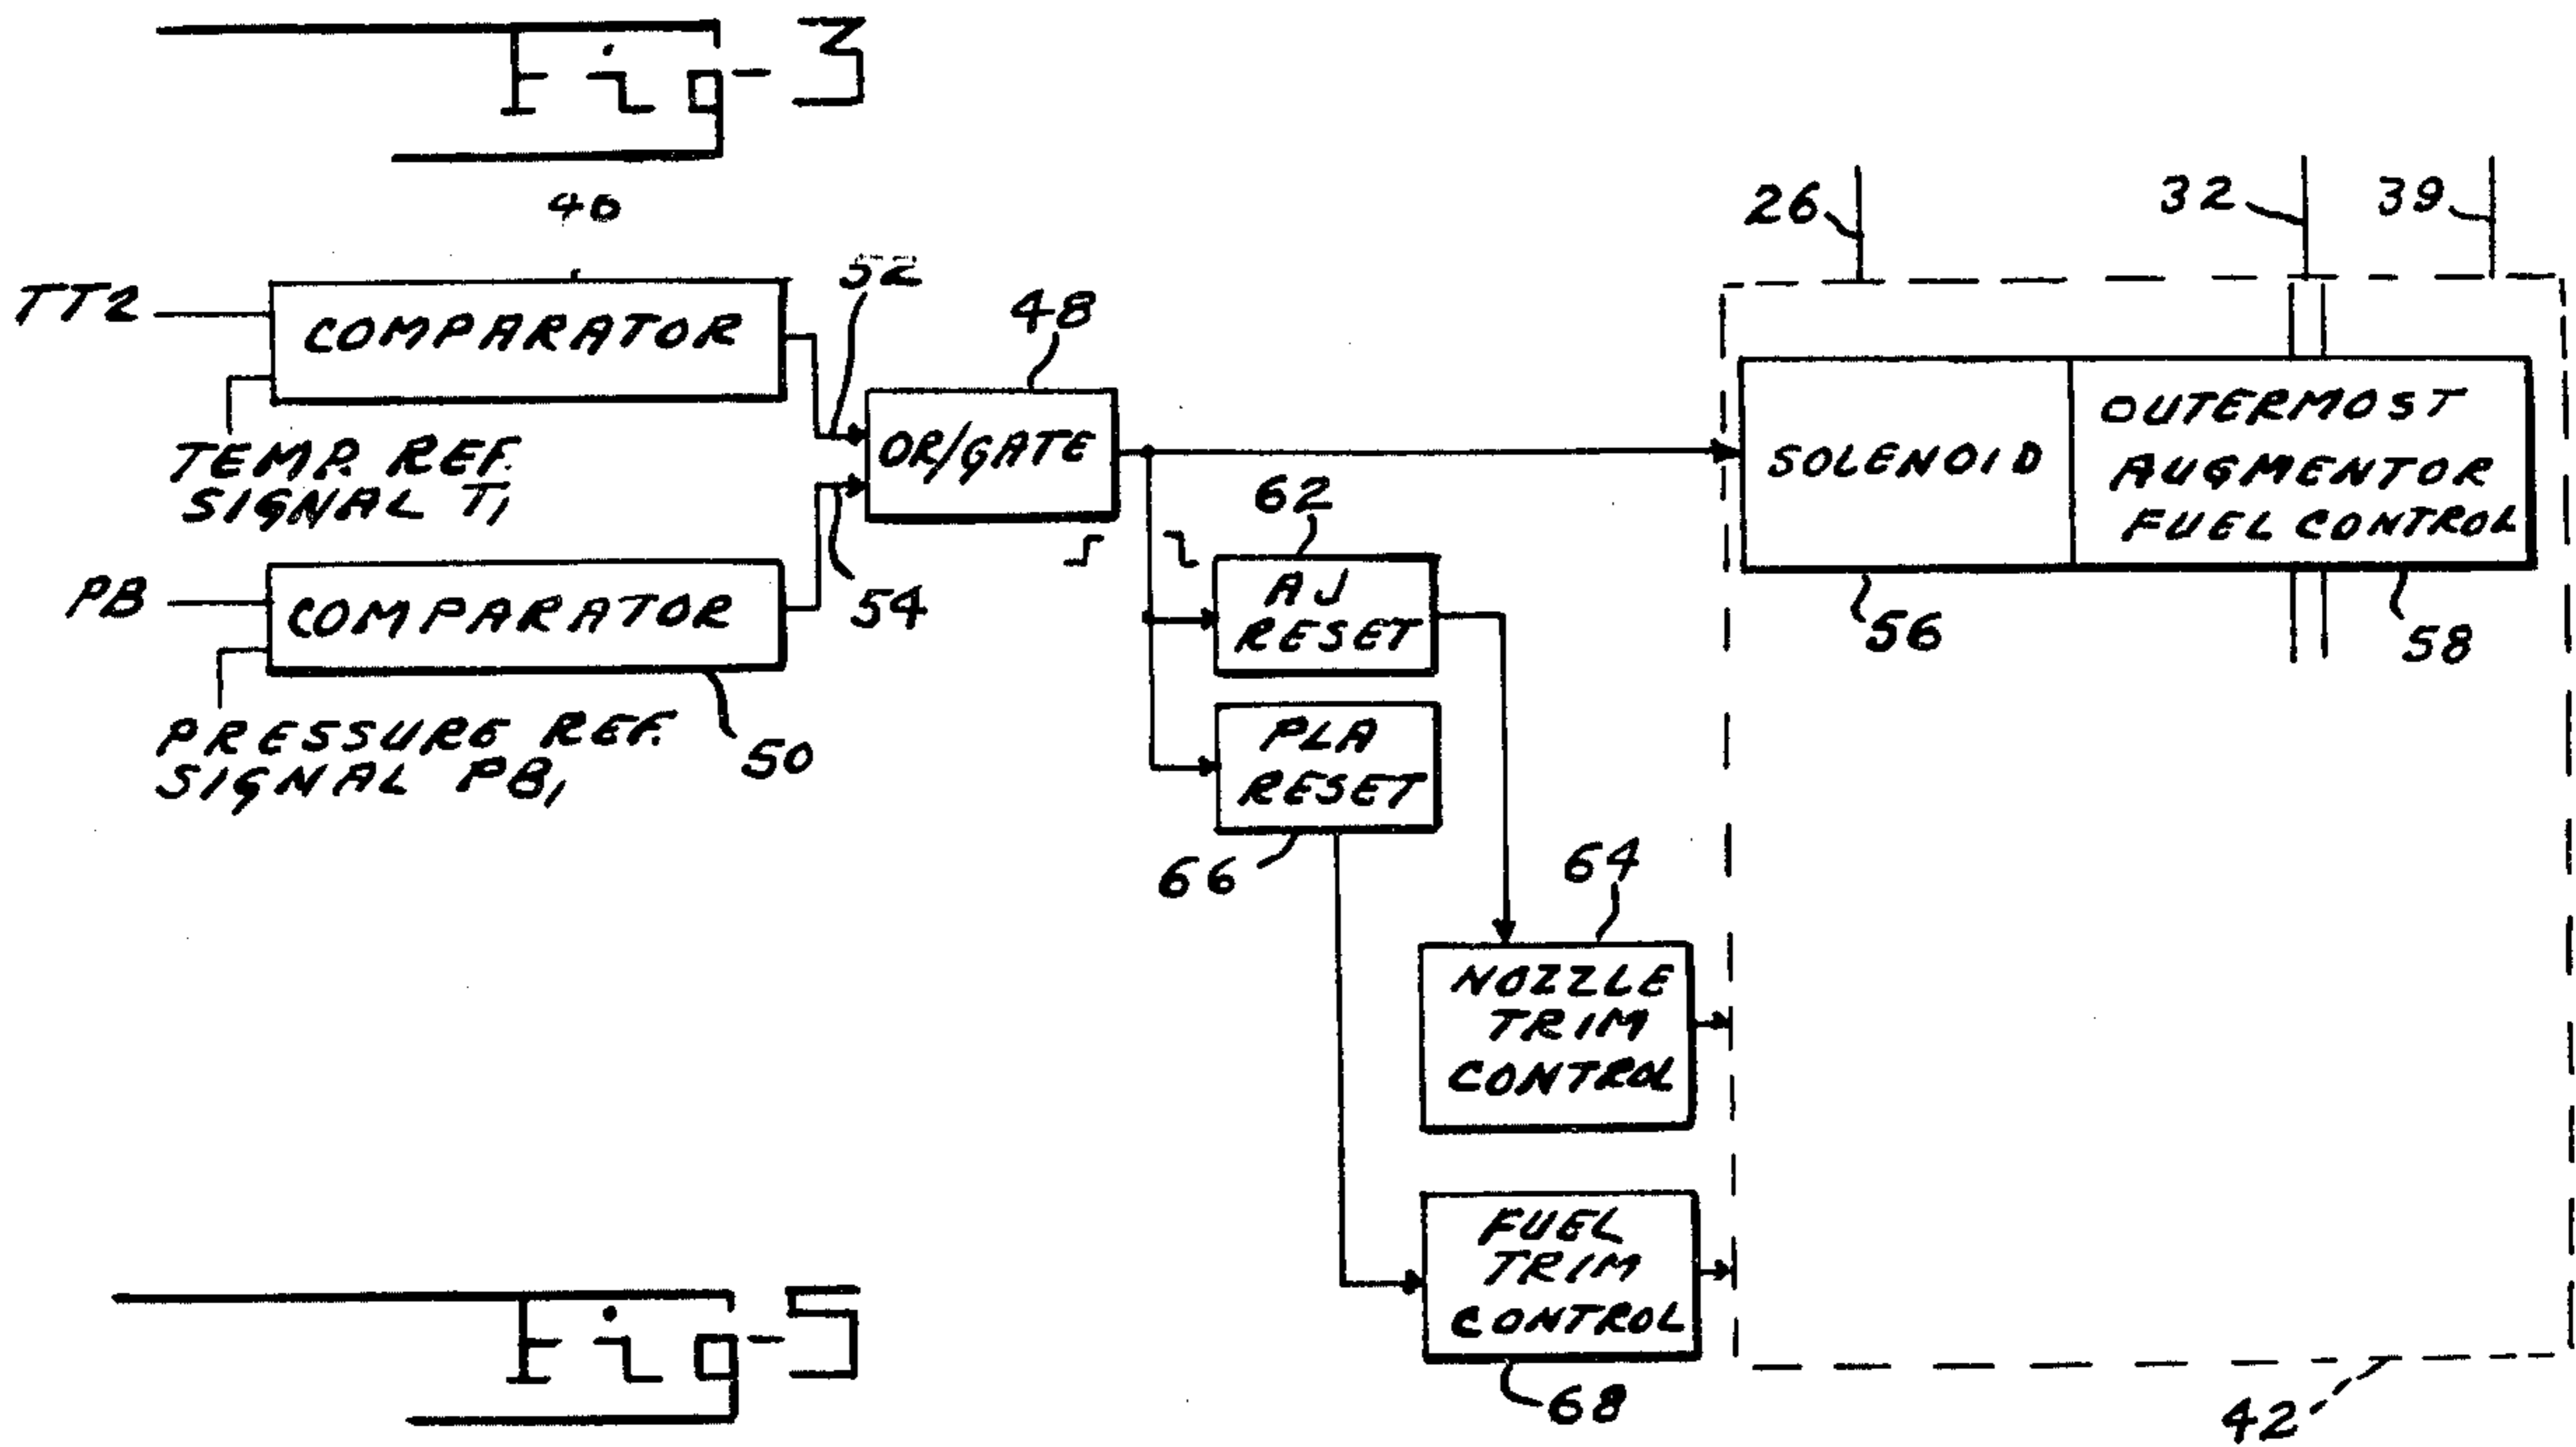 Fig-3
46
TT2
COMPARATOR
52
48
26
32
39
TEMP. REF.
SIGNAL T1
OR/GATE
SOLENOID
OUTERMOST
AUGMENTOR
FUEL CONTROL
PB
COMPARATOR
54
62
AJ
RESET
56
58
PRESSURE REF.
SIGNAL PB1
50
PLA
RESET
66
64
NOZZLE
TRIM
CONTROL
FUEL
TRIM
CONTROL
68
Fig-5
42